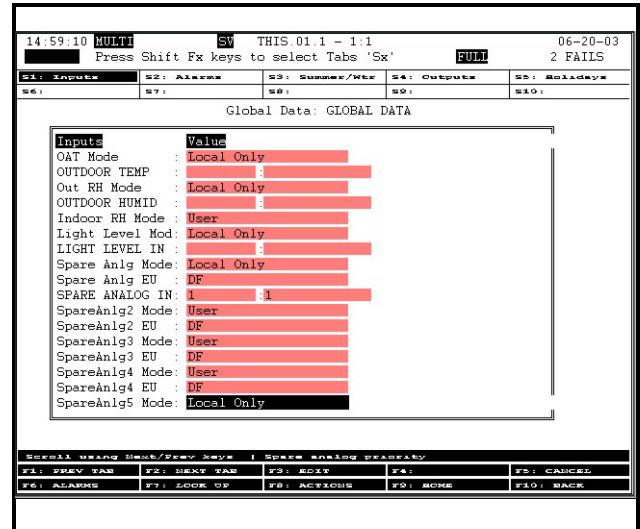 14:59:10 MULTI SV THIS.01.1 - 1:1 06-20-03
Press Shift Fx keys to select Tabs 'Sx' FULL 2 FAILS
S1: Inputs S2: Alarms S3: Summer/Wtr S4: Outputs S5: Holidays
S6: S7: S8: S9: S10:
Global Data: GLOBAL DATA
Inputs Value
OAT Mode : Local Only
OUTDOOR TEMP : :
Out RH Mode : Local Only
OUTDOOR HUMID : :
Indoor RH Mode : User
Light Level Mod: Local Only
LIGHT LEVEL IN : :
Spare Anlg Mode: Local Only
Spare Anlg EU : DF
SPARE ANALOG IN: 1 :1
SpareAnlg2 Mode: User
SpareAnlg2 EU : DF
SpareAnlg3 Mode: User
SpareAnlg3 EU : DF
SpareAnlg4 Mode: User
SpareAnlg4 EU : DF
SpareAnlg5 Mode: Local Only
Scroll using Next/Prev keys | Spare analog priority
F1: PREV TAB F2: NEXT TAB F3: EDIT F4: F5: CANCEL
F6: ALARMS F7: LOOK UP F8: ACTIONS F9: HOME F10: BACK